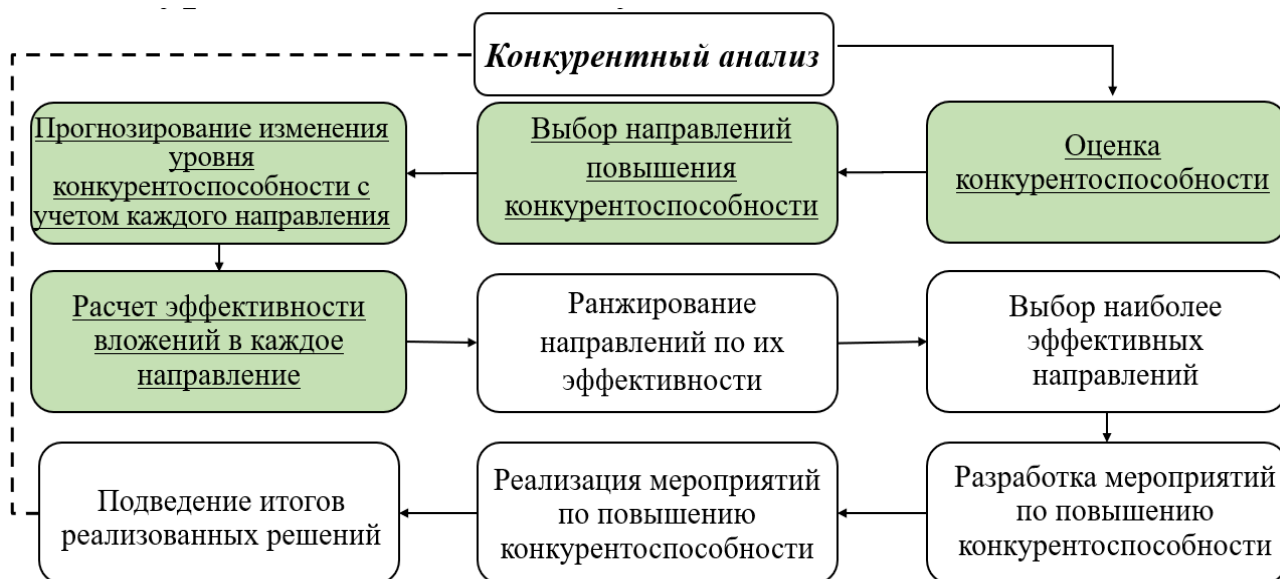 Конкурентный анализ
Оценка
конкурентоспособности
Выбор направлений
повышения
конкурентоспособности
Прогнозирование изменения
уровня
конкурентоспособности с
учетом каждого направления
Расчет эффективности
вложений в каждое
направление
Ранжирование
направлений по их
эффективности
Выбор наиболее
эффективных
направлений
Разработка мероприятий
по повышению
конкурентоспособности
Реализация мероприятий
по повышению
конкурентоспособности
Подведение итогов
реализованных решений